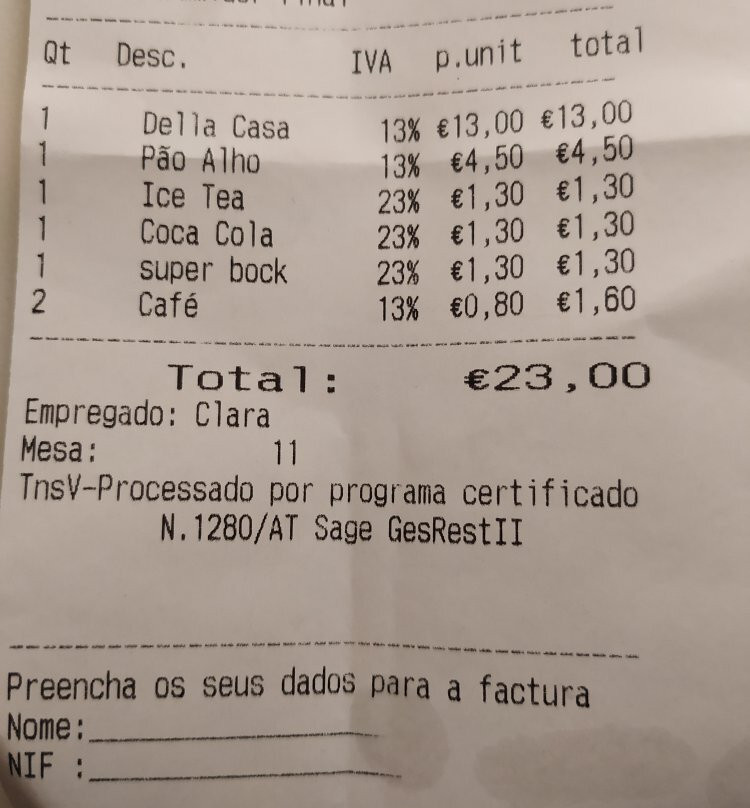 Qt Desc. IVA p.unit total
1 Della Casa 13% €13,00 €13,00
1 Pão Alho 13% €4,50 €4,50
1 Ice Tea 23% €1,30 €1,30
1 Coca Cola 23% €1,30 €1,30
1 super bock 23% €1,30 €1,30
2 Café 13% €0,80 €1,60
Total: €23,00
Empregado: Clara
Mesa: 11
TnsV-Processado por programa certificado
N.1280/AT Sage GesRestII
Preencha os seus dados para a factura
Nome:
NIF :